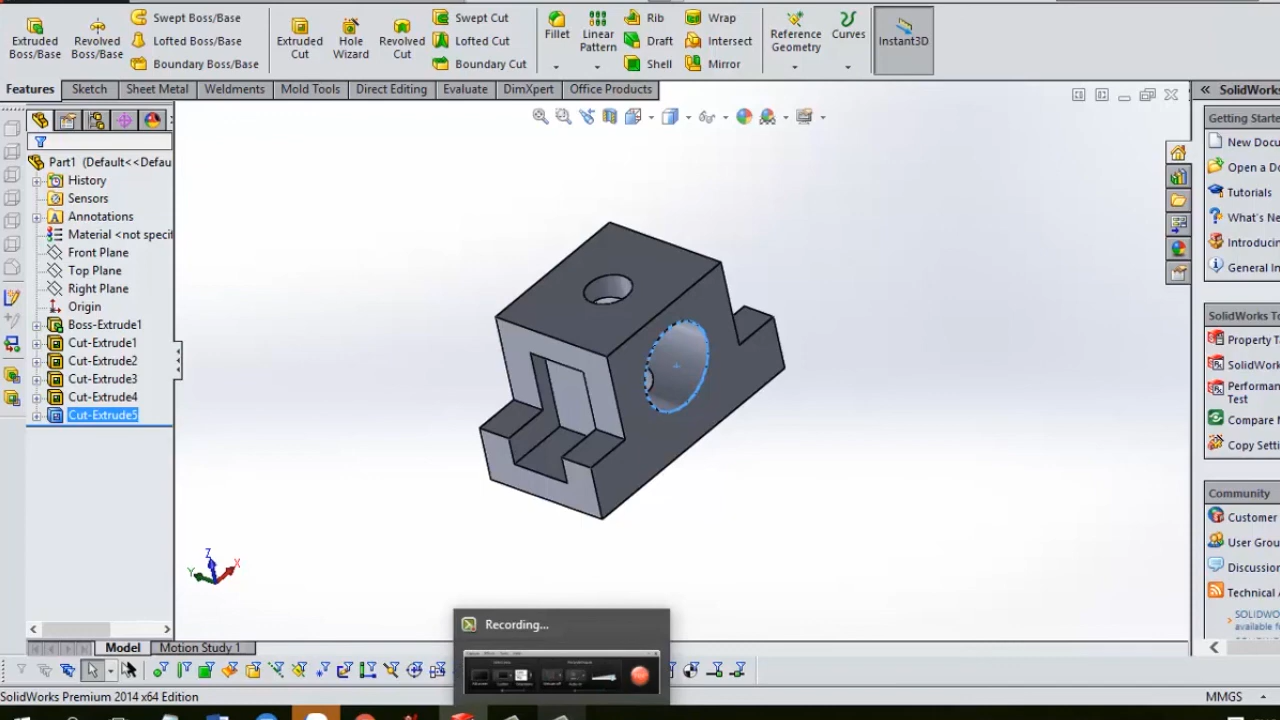 Extruded Boss/Base
Revolved Boss/Base
Swept Boss/Base
Lofted Boss/Base
Boundary Boss/Base
Extruded Cut
Hole Wizard
Revolved Cut
Swept Cut
Lofted Cut
Boundary Cut
Fillet
Linear Pattern
Rib
Draft
Shell
Wrap
Intersect
Mirror
Reference Geometry
Curves
Instant3D
Features
Sketch
Sheet Metal
Weldments
Mold Tools
Direct Editing
Evaluate
DimXpert
Office Products
Part1 (Default<<Defau
History
Sensors
Annotations
Material <not specif
Front Plane
Top Plane
Right Plane
Origin
Boss-Extrude1
Cut-Extrude1
Cut-Extrude2
Cut-Extrude3
Cut-Extrude4
Cut-Extrude5
Z
Y
X
SolidWorks
Getting Starte
New Docu
Open a Do
Tutorials
What's Ne
Introducin
General In
SolidWorks To
Property T
SolidWork
Performan
Test
Compare M
Copy Setti
Community
Customer
User Grou
Discussion
Technical A
SOLIDWO
available fo
Recording...
Model
Motion Study 1
SolidWorks Premium 2014 x64 Edition
MMGS